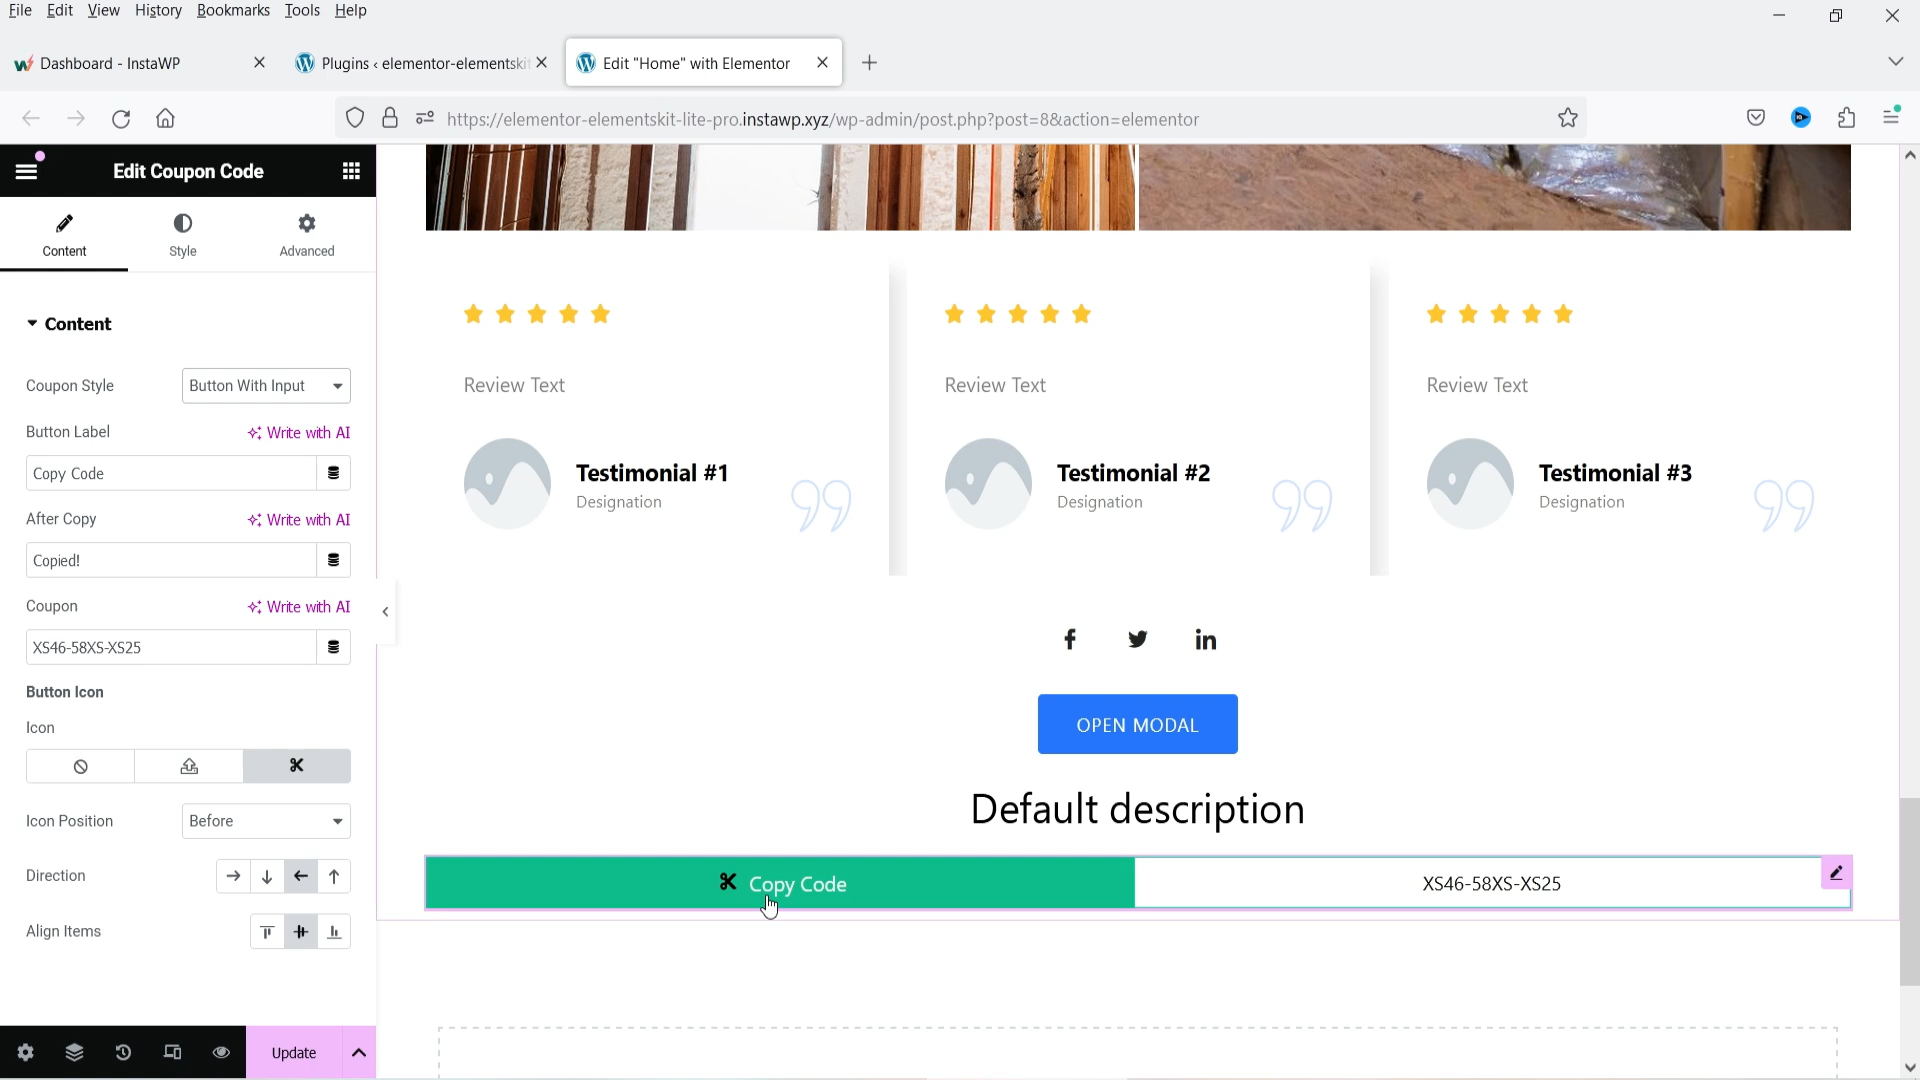 File Edit View History Bookmarks Tools Help
Dashboard - InstaWP
Plugins ‹ elementor-elementskit
Edit "Home" with Elementor
https://elementor-elementskit-lite-pro.instawp.xyz/wp-admin/post.php?post=8&action=elementor
Edit Coupon Code
Content Style Advanced
Content
Coupon Style Button With Input
Button Label Write with AI
Copy Code
After Copy Write with AI
Copied!
Coupon Write with AI
XS46-58XS-XS25
Button Icon
Icon
Icon Position Before
Direction
Align Items
Update
Review Text Review Text Review Text
Testimonial #1 Testimonial #2 Testimonial #3
Designation Designation Designation
OPEN MODAL
Default description
Copy Code XS46-58XS-XS25